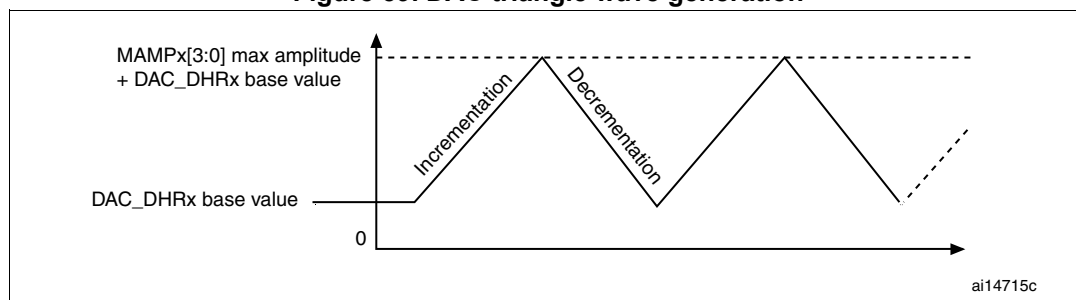 MAMPx[3:0] max amplitude
+ DAC_DHRx base value
Incrementation
Decrementation
DAC_DHRx base value
0
ai14715c